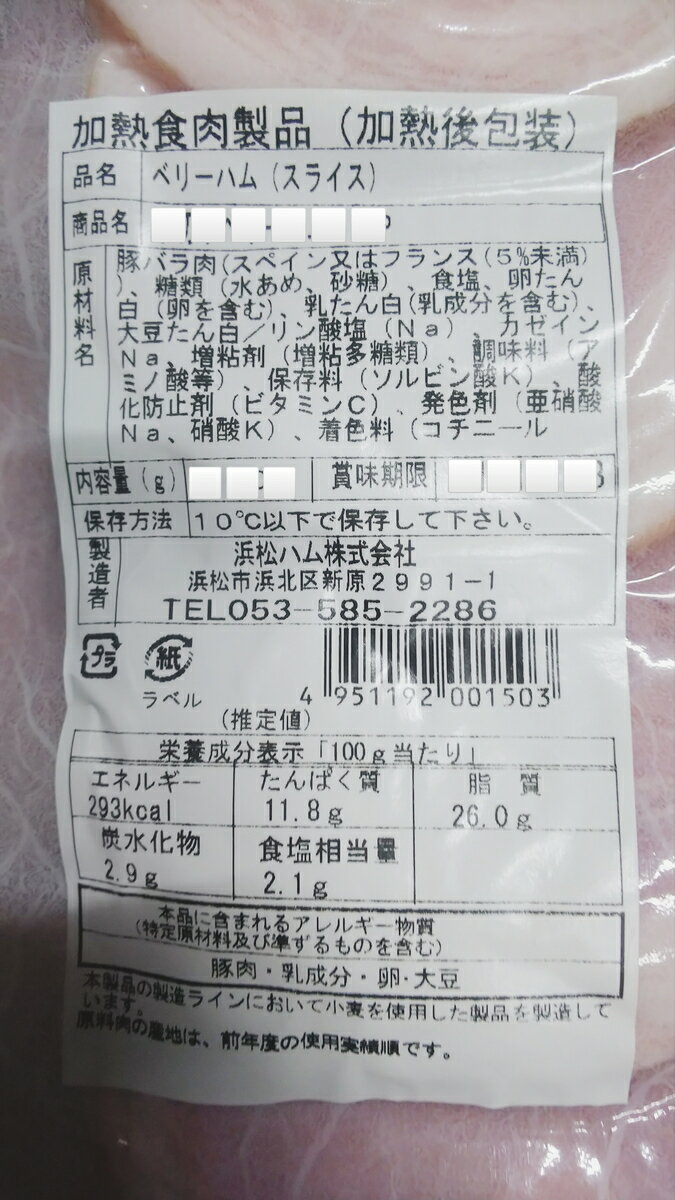 加熱食肉製品（加熱後包装）
品名 ベリーハム（スライス）
商品名
原材料名
豚バラ肉（スペイン又はフランス（5％未満）
）、糖類（水あめ、砂糖）、食塩、卵たん
白（卵を含む）、乳たん白（乳成分を含む）、
大豆たん白／リン酸塩（Na）、カゼイン
Na、増粘剤（増粘多糖類）、調味料（ア
ミノ酸等）、保存料（ソルビン酸K）、酸
化防止剤（ビタミンC）、発色剤（亜硝酸
Na、硝酸K）、着色料（コチニール
内容量（g） 賞味期限
保存方法 10℃以下で保存して下さい。
製造者
浜松ハム株式会社
浜松市浜北区新原2991-1
TEL053-585-2286
プラ 紙
ラベル
4 951192 001503
（推定値）
栄養成分表示「100g当たり」
エネルギー たんぱく質 脂質
293kcal 11.8g 26.0g
炭水化物 食塩相当量
2.9g 2.1g
本品に含まれるアレルギー物質
（特定原材料及び準ずるものを含む）
豚肉・乳成分・卵・大豆
本製品の製造ラインにおいて小麦を使用した製品を製造して
います。
原料肉の産地は、前年度の使用実績順です。